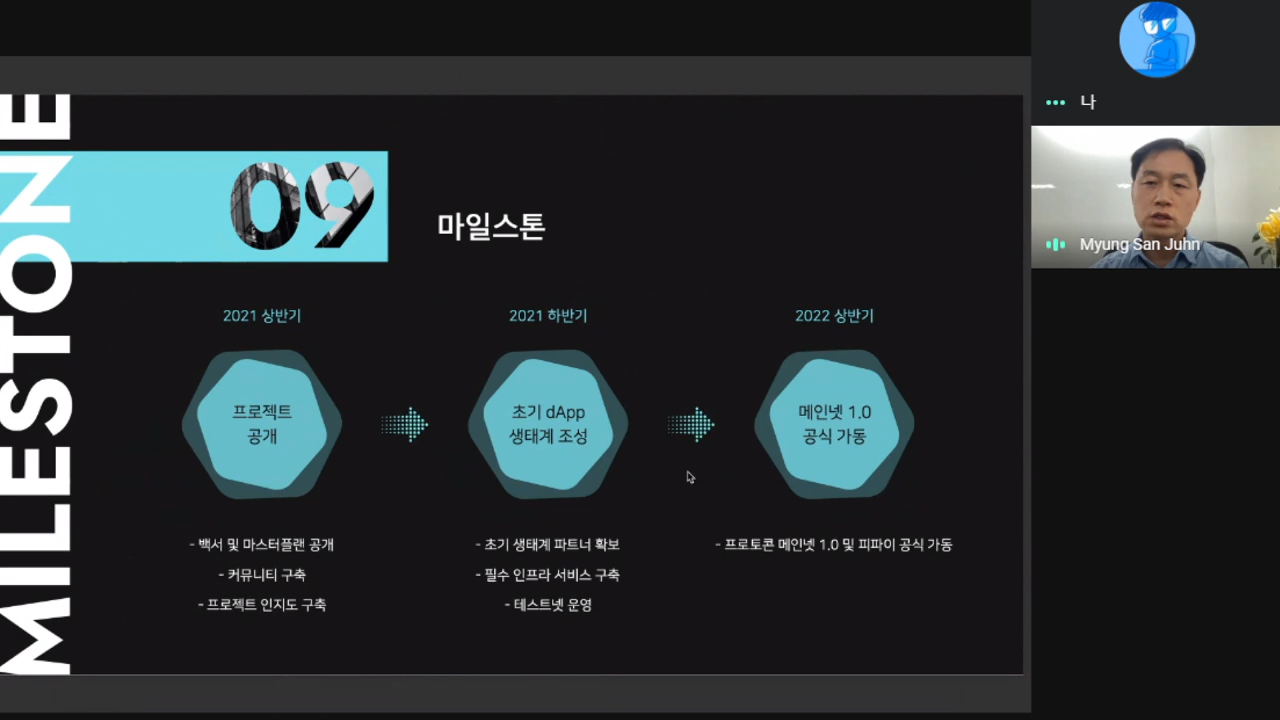 MILESTONE
09
마일스톤
2021 상반기
프로젝트
공개
- 백서 및 마스터플랜 공개
- 커뮤니티 구축
- 프로젝트 인지도 구축
2021 하반기
초기 dApp
생태계 조성
- 초기 생태계 파트너 확보
- 필수 인프라 서비스 구축
- 테스트넷 운영
2022 상반기
메인넷 1.0
공식 가동
- 프로토콘 메인넷 1.0 및 피파이 공식 가동
나
Myung San Juhn